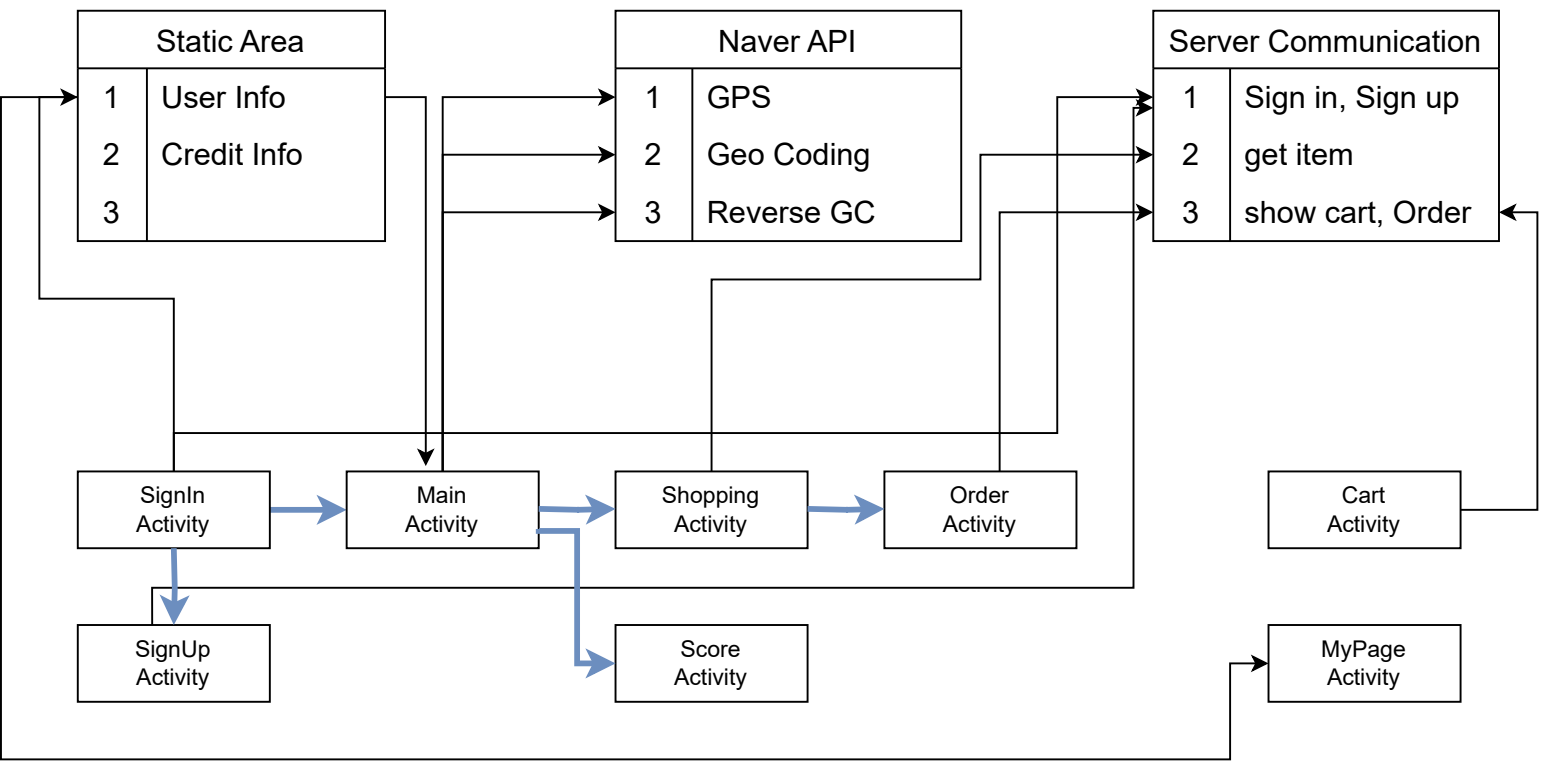 Static Area
1 User Info
2 Credit Info
3
Naver API
1 GPS
2 Geo Coding
3 Reverse GC
Server Communication
1 Sign in, Sign up
2 get item
3 show cart, Order
SignIn
Activity
Main
Activity
Shopping
Activity
Order
Activity
Cart
Activity
SignUp
Activity
Score
Activity
MyPage
Activity